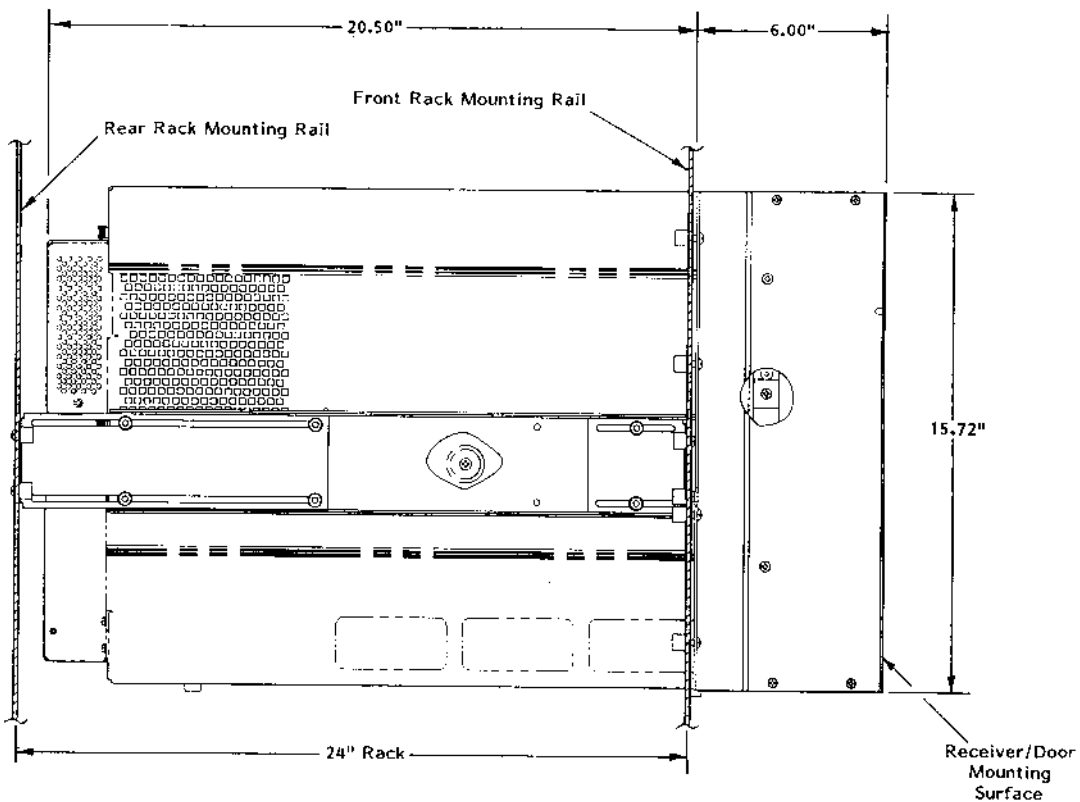 20.50"
6.00"
Front Rack Mounting Rail
Rear Rack Mounting Rail
15.72"
24" Rack
Receiver/Door
Mounting
Surface